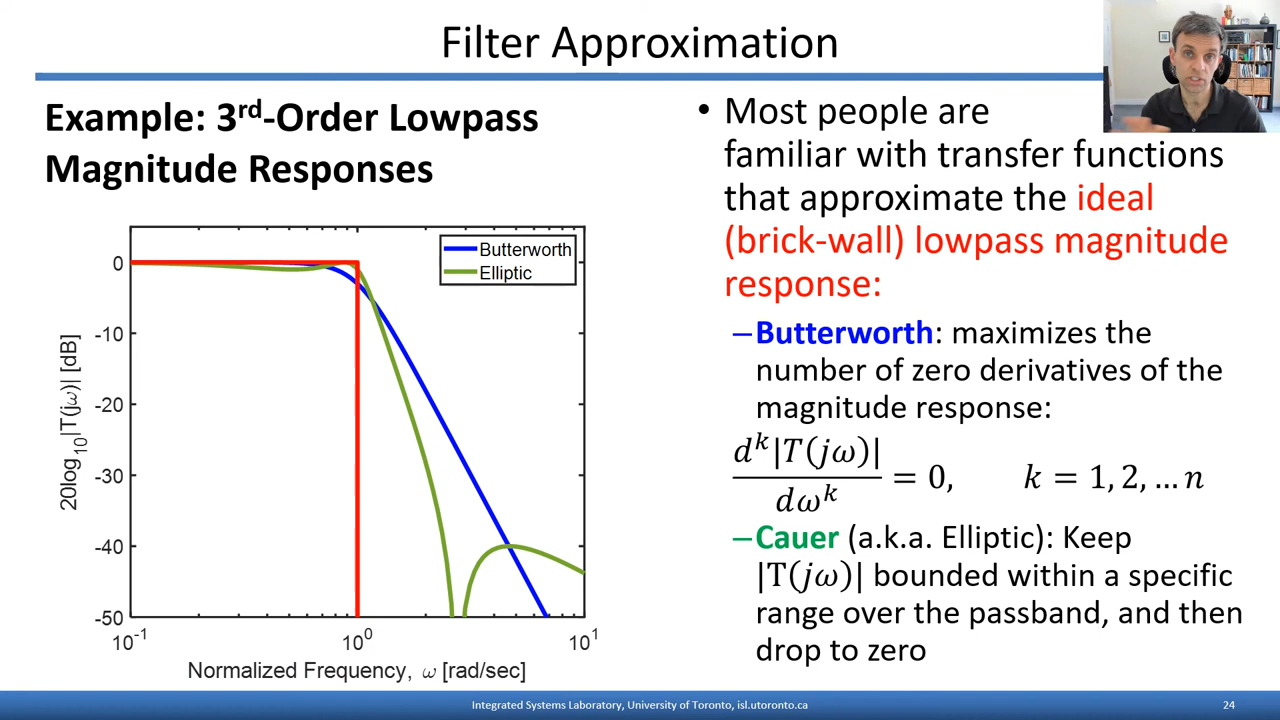 Filter Approximation
Example: 3rd-Order Lowpass
Magnitude Responses
• Most people are
familiar with transfer functions
that approximate the ideal
(brick-wall) lowpass magnitude
response:
–Butterworth: maximizes the
number of zero derivatives of the
magnitude response:
d^k|T(jω)|
dω^k
= 0, k = 1, 2, … n
–Cauer (a.k.a. Elliptic): Keep
|T(jω)| bounded within a specific
range over the passband, and then
drop to zero
Butterworth
Elliptic
0
-10
-20
-30
-40
-50
20log₁₀|T(jω)| [dB]
10⁻¹ 10⁰ 10¹
Normalized Frequency, ω [rad/sec]
Integrated Systems Laboratory, University of Toronto, isl.utoronto.ca
24